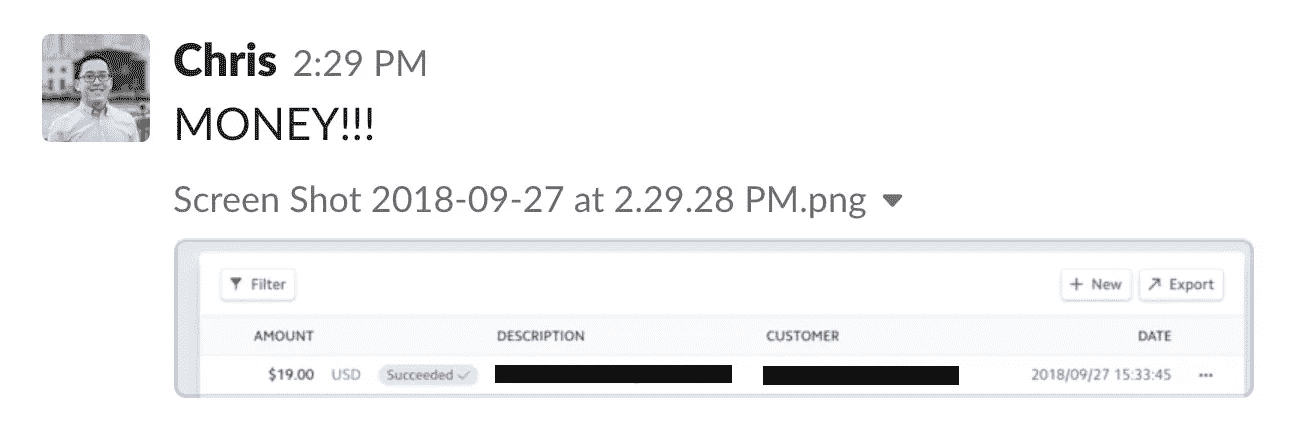 Chris 2:29 PM
MONEY!!!
Screen Shot 2018-09-27 at 2.29.28 PM.png
Filter + New Export
AMOUNT DESCRIPTION CUSTOMER DATE
$19.00 USD Succeeded 2018/09/27 15:33:45 •••